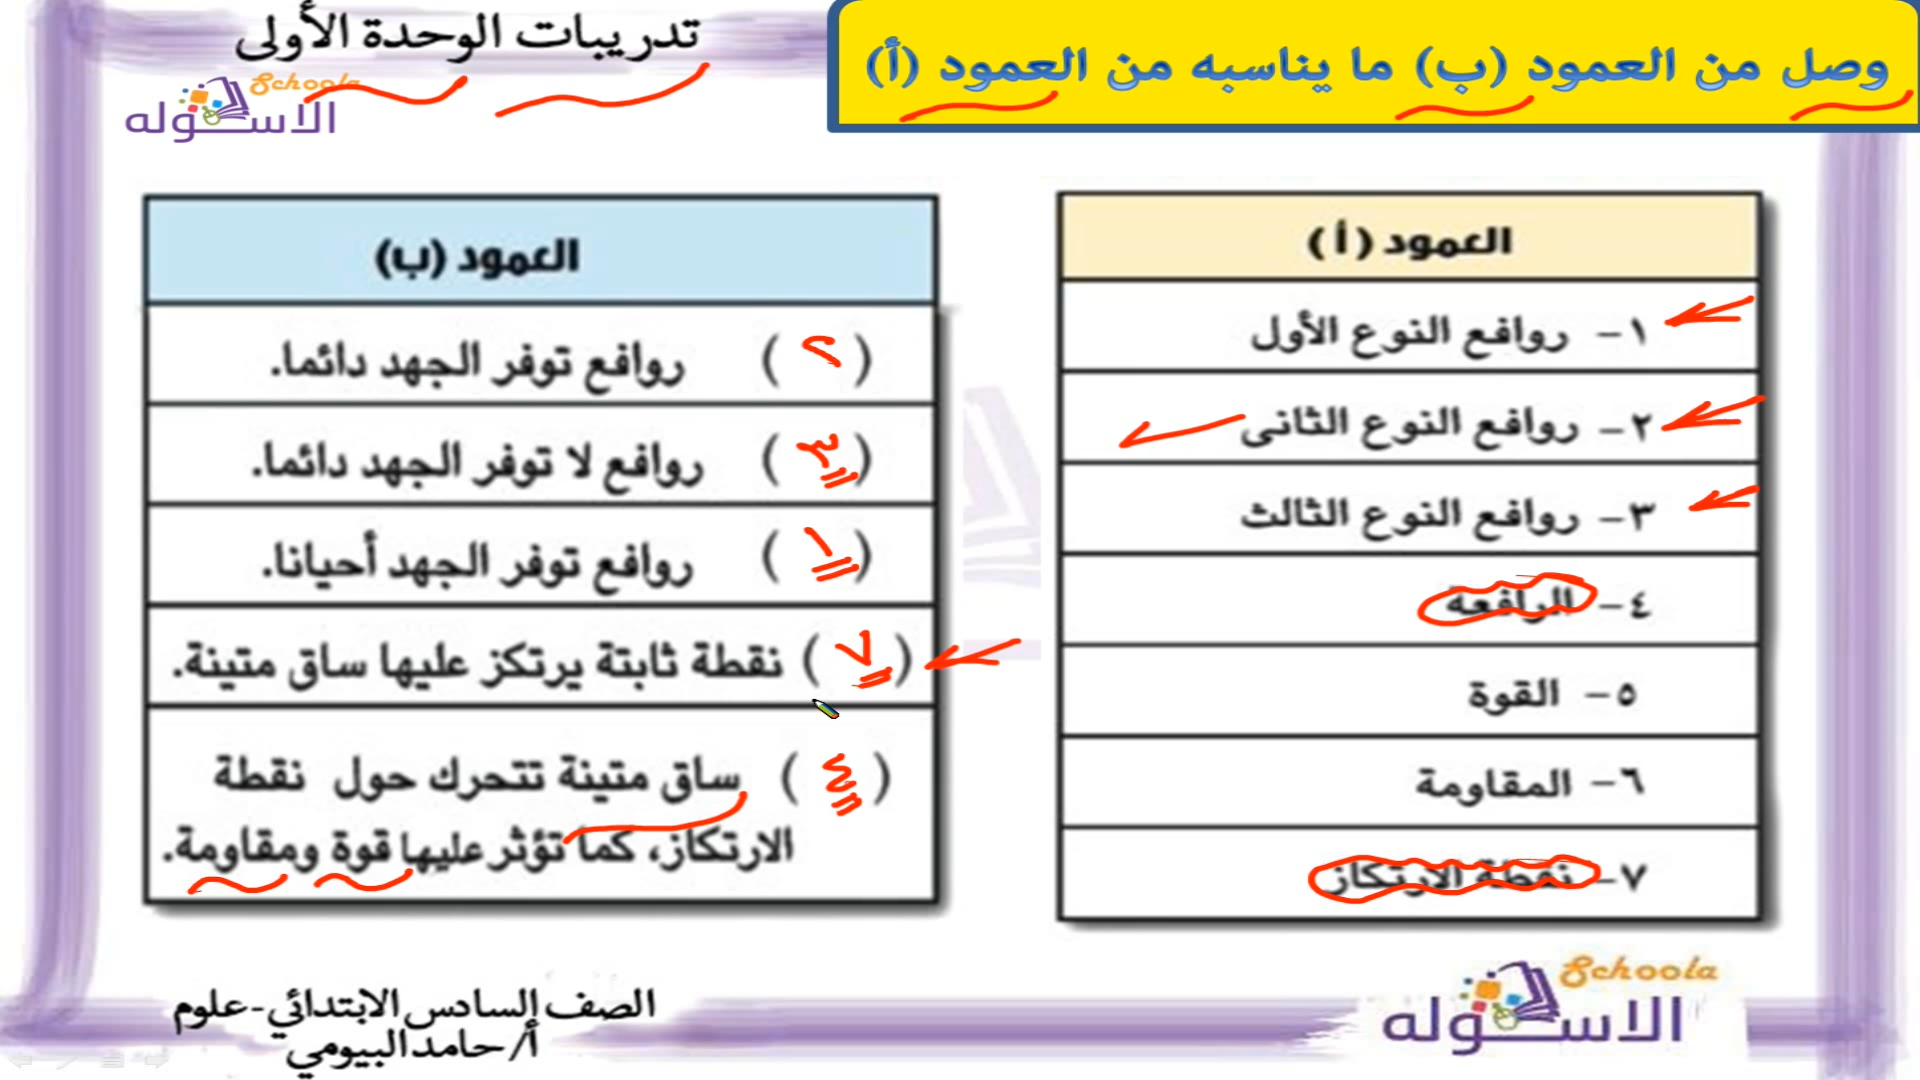 تدريبات الوحدة الأولى
وصل من العمود (ب) ما يناسبه من العمود (أ)
Schoola
الاسكوله
العمود (أ)
١- روافع النوع الأول
٢- روافع النوع الثانى
٣- روافع النوع الثالث
٤- الرافعة
٥- القوة
٦- المقاومة
٧- نقطة الارتكاز
العمود (ب)
(٢) روافع توفر الجهد دائما.
(٣) روافع لا توفر الجهد دائما.
(١) روافع توفر الجهد أحيانا.
(٧) نقطة ثابتة يرتكز عليها ساق متينة.
(٤) ساق متينة تتحرك حول نقطة
الارتكاز، كما تؤثر عليها قوة ومقاومة.
الصف السادس الابتدائي-علوم
أ/حامد البيومي
Schoola
الاسكوله